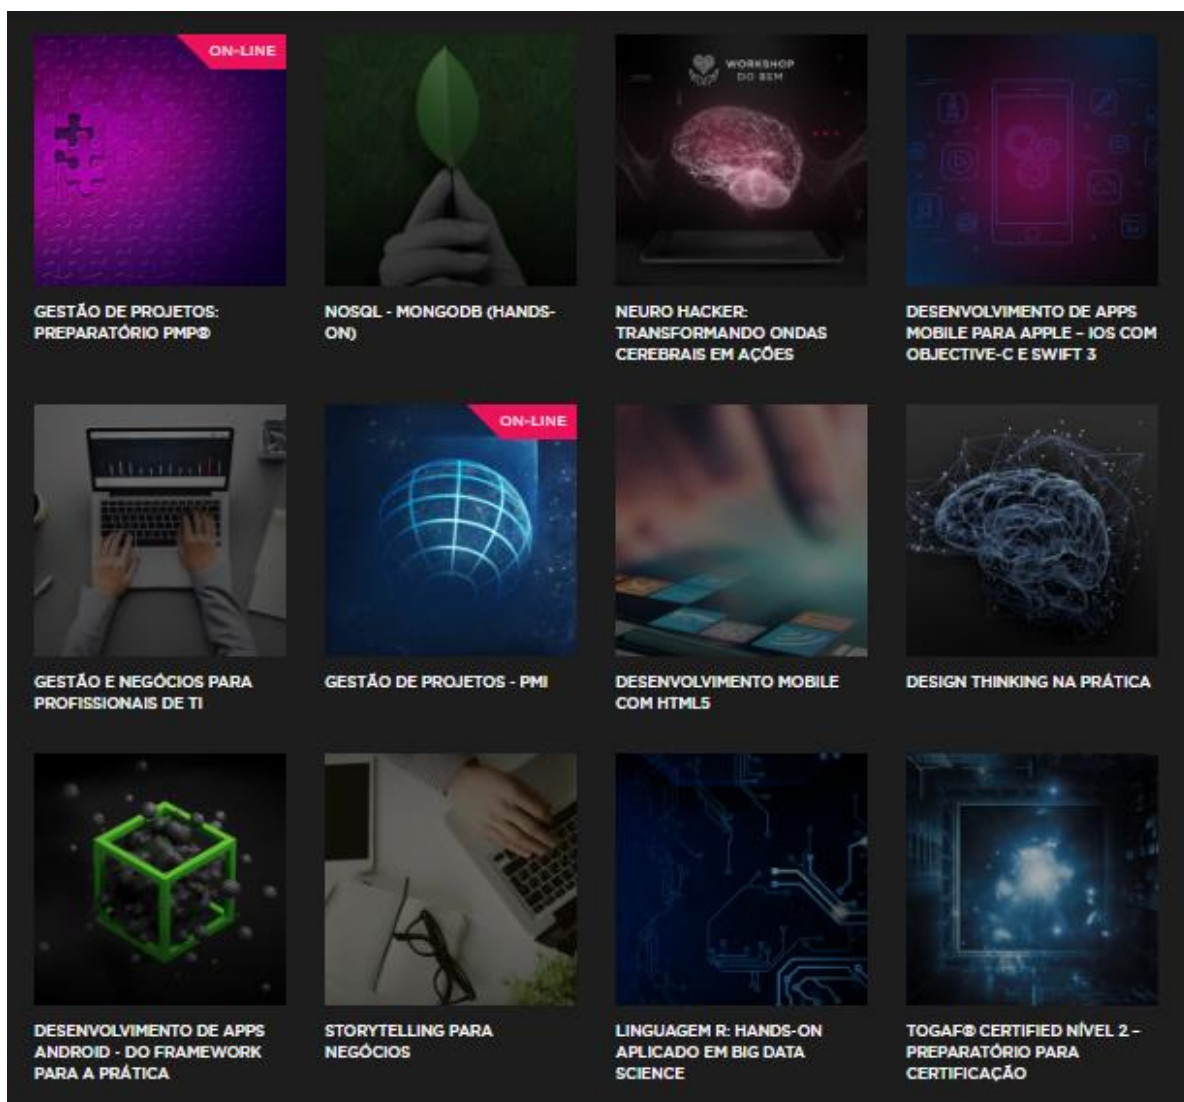 ON-LINE
WORKSHOP
DO BEM
GESTÃO DE PROJETOS:
PREPARATÓRIO PMP®
NOSQL - MONGODB (HANDS-
ON)
NEURO HACKER:
TRANSFORMANDO ONDAS
CEREBRAIS EM AÇÕES
DESENVOLVIMENTO DE APPS
MOBILE PARA APPLE – IOS COM
OBJECTIVE-C E SWIFT 3
ON-LINE
GESTÃO E NEGÓCIOS PARA
PROFISSIONAIS DE TI
GESTÃO DE PROJETOS - PMI
DESENVOLVIMENTO MOBILE
COM HTML5
DESIGN THINKING NA PRÁTICA
DESENVOLVIMENTO DE APPS
ANDROID - DO FRAMEWORK
PARA A PRÁTICA
STORYTELLING PARA
NEGÓCIOS
LINGUAGEM R: HANDS-ON
APLICADO EM BIG DATA
SCIENCE
TOGAF® CERTIFIED NÍVEL 2 –
PREPARATÓRIO PARA
CERTIFICAÇÃO